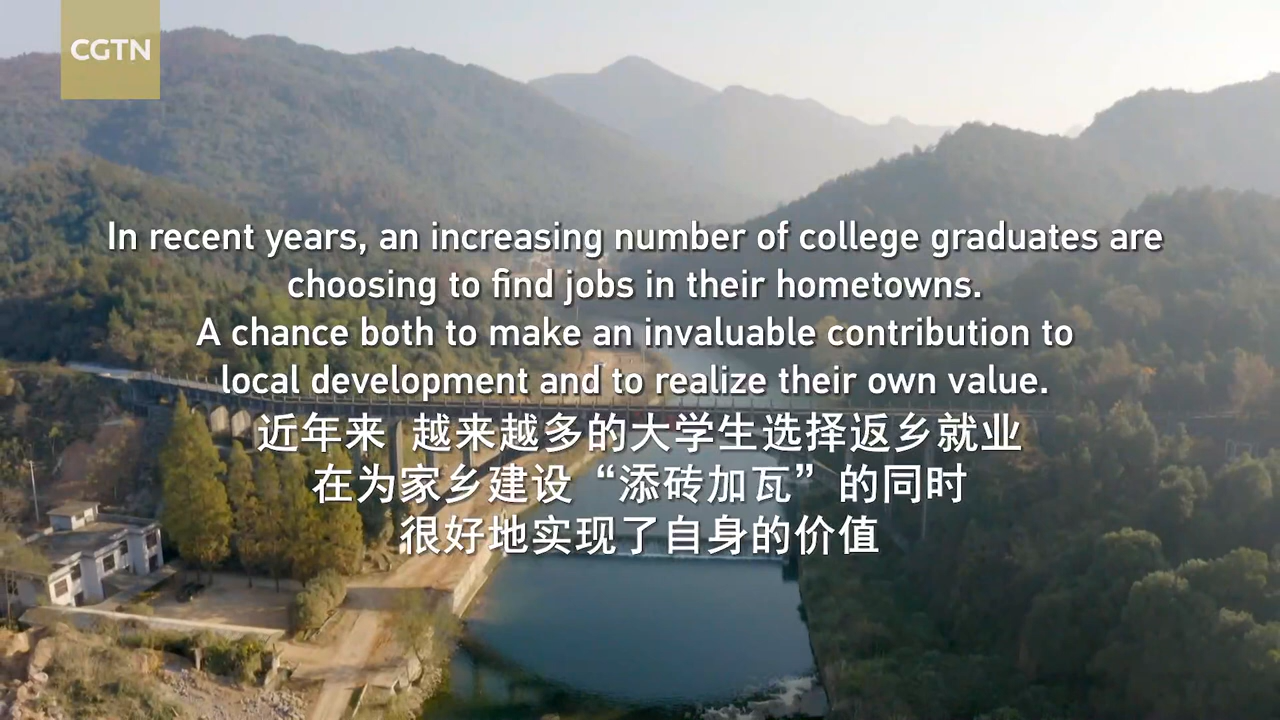 CGTN
In recent years, an increasing number of college graduates are
choosing to find jobs in their hometowns.
A chance both to make an invaluable contribution to
local development and to realize their own value.
近年来 越来越多的大学生选择返乡就业
在为家乡建设“添砖加瓦”的同时
很好地实现了自身的价值